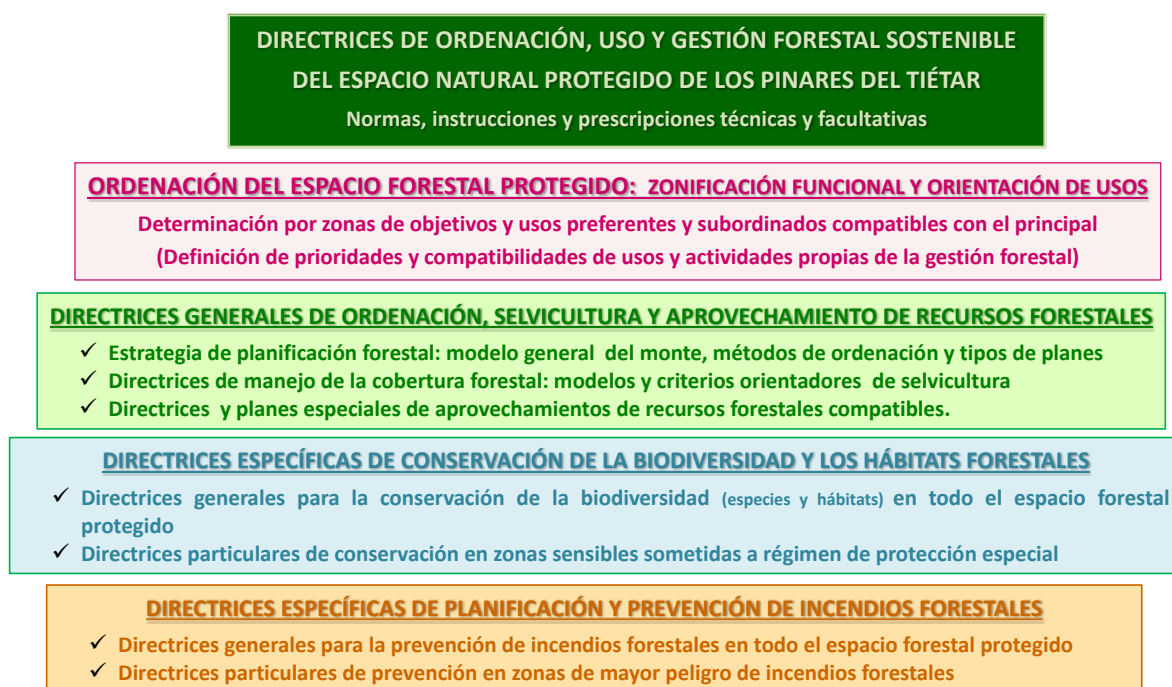 DIRECTRICES DE ORDENACIÓN, USO Y GESTIÓN FORESTAL SOSTENIBLE
DEL ESPACIO NATURAL PROTEGIDO DE LOS PINARES DEL TIÉTAR
Normas, instrucciones y prescripciones técnicas y facultativas
ORDENACIÓN DEL ESPACIO FORESTAL PROTEGIDO: ZONIFICACIÓN FUNCIONAL Y ORIENTACIÓN DE USOS
Determinación por zonas de objetivos y usos preferentes y subordinados compatibles con el principal
(Definición de prioridades y compatibilidades de usos y actividades propias de la gestión forestal)
DIRECTRICES GENERALES DE ORDENACIÓN, SELVICULTURA Y APROVECHAMIENTO DE RECURSOS FORESTALES
✓ Estrategia de planificación forestal: modelo general del monte, métodos de ordenación y tipos de planes
✓ Directrices de manejo de la cobertura forestal: modelos y criterios orientadores de selvicultura
✓ Directrices y planes especiales de aprovechamientos de recursos forestales compatibles.
DIRECTRICES ESPECÍFICAS DE CONSERVACIÓN DE LA BIODIVERSIDAD Y LOS HÁBITATS FORESTALES
✓ Directrices generales para la conservación de la biodiversidad (especies y hábitats) en todo el espacio forestal
protegido
✓ Directrices particulares de conservación en zonas sensibles sometidas a régimen de protección especial
DIRECTRICES ESPECÍFICAS DE PLANIFICACIÓN Y PREVENCIÓN DE INCENDIOS FORESTALES
✓ Directrices generales para la prevención de incendios forestales en todo el espacio forestal protegido
✓ Directrices particulares de prevención en zonas de mayor peligro de incendios forestales